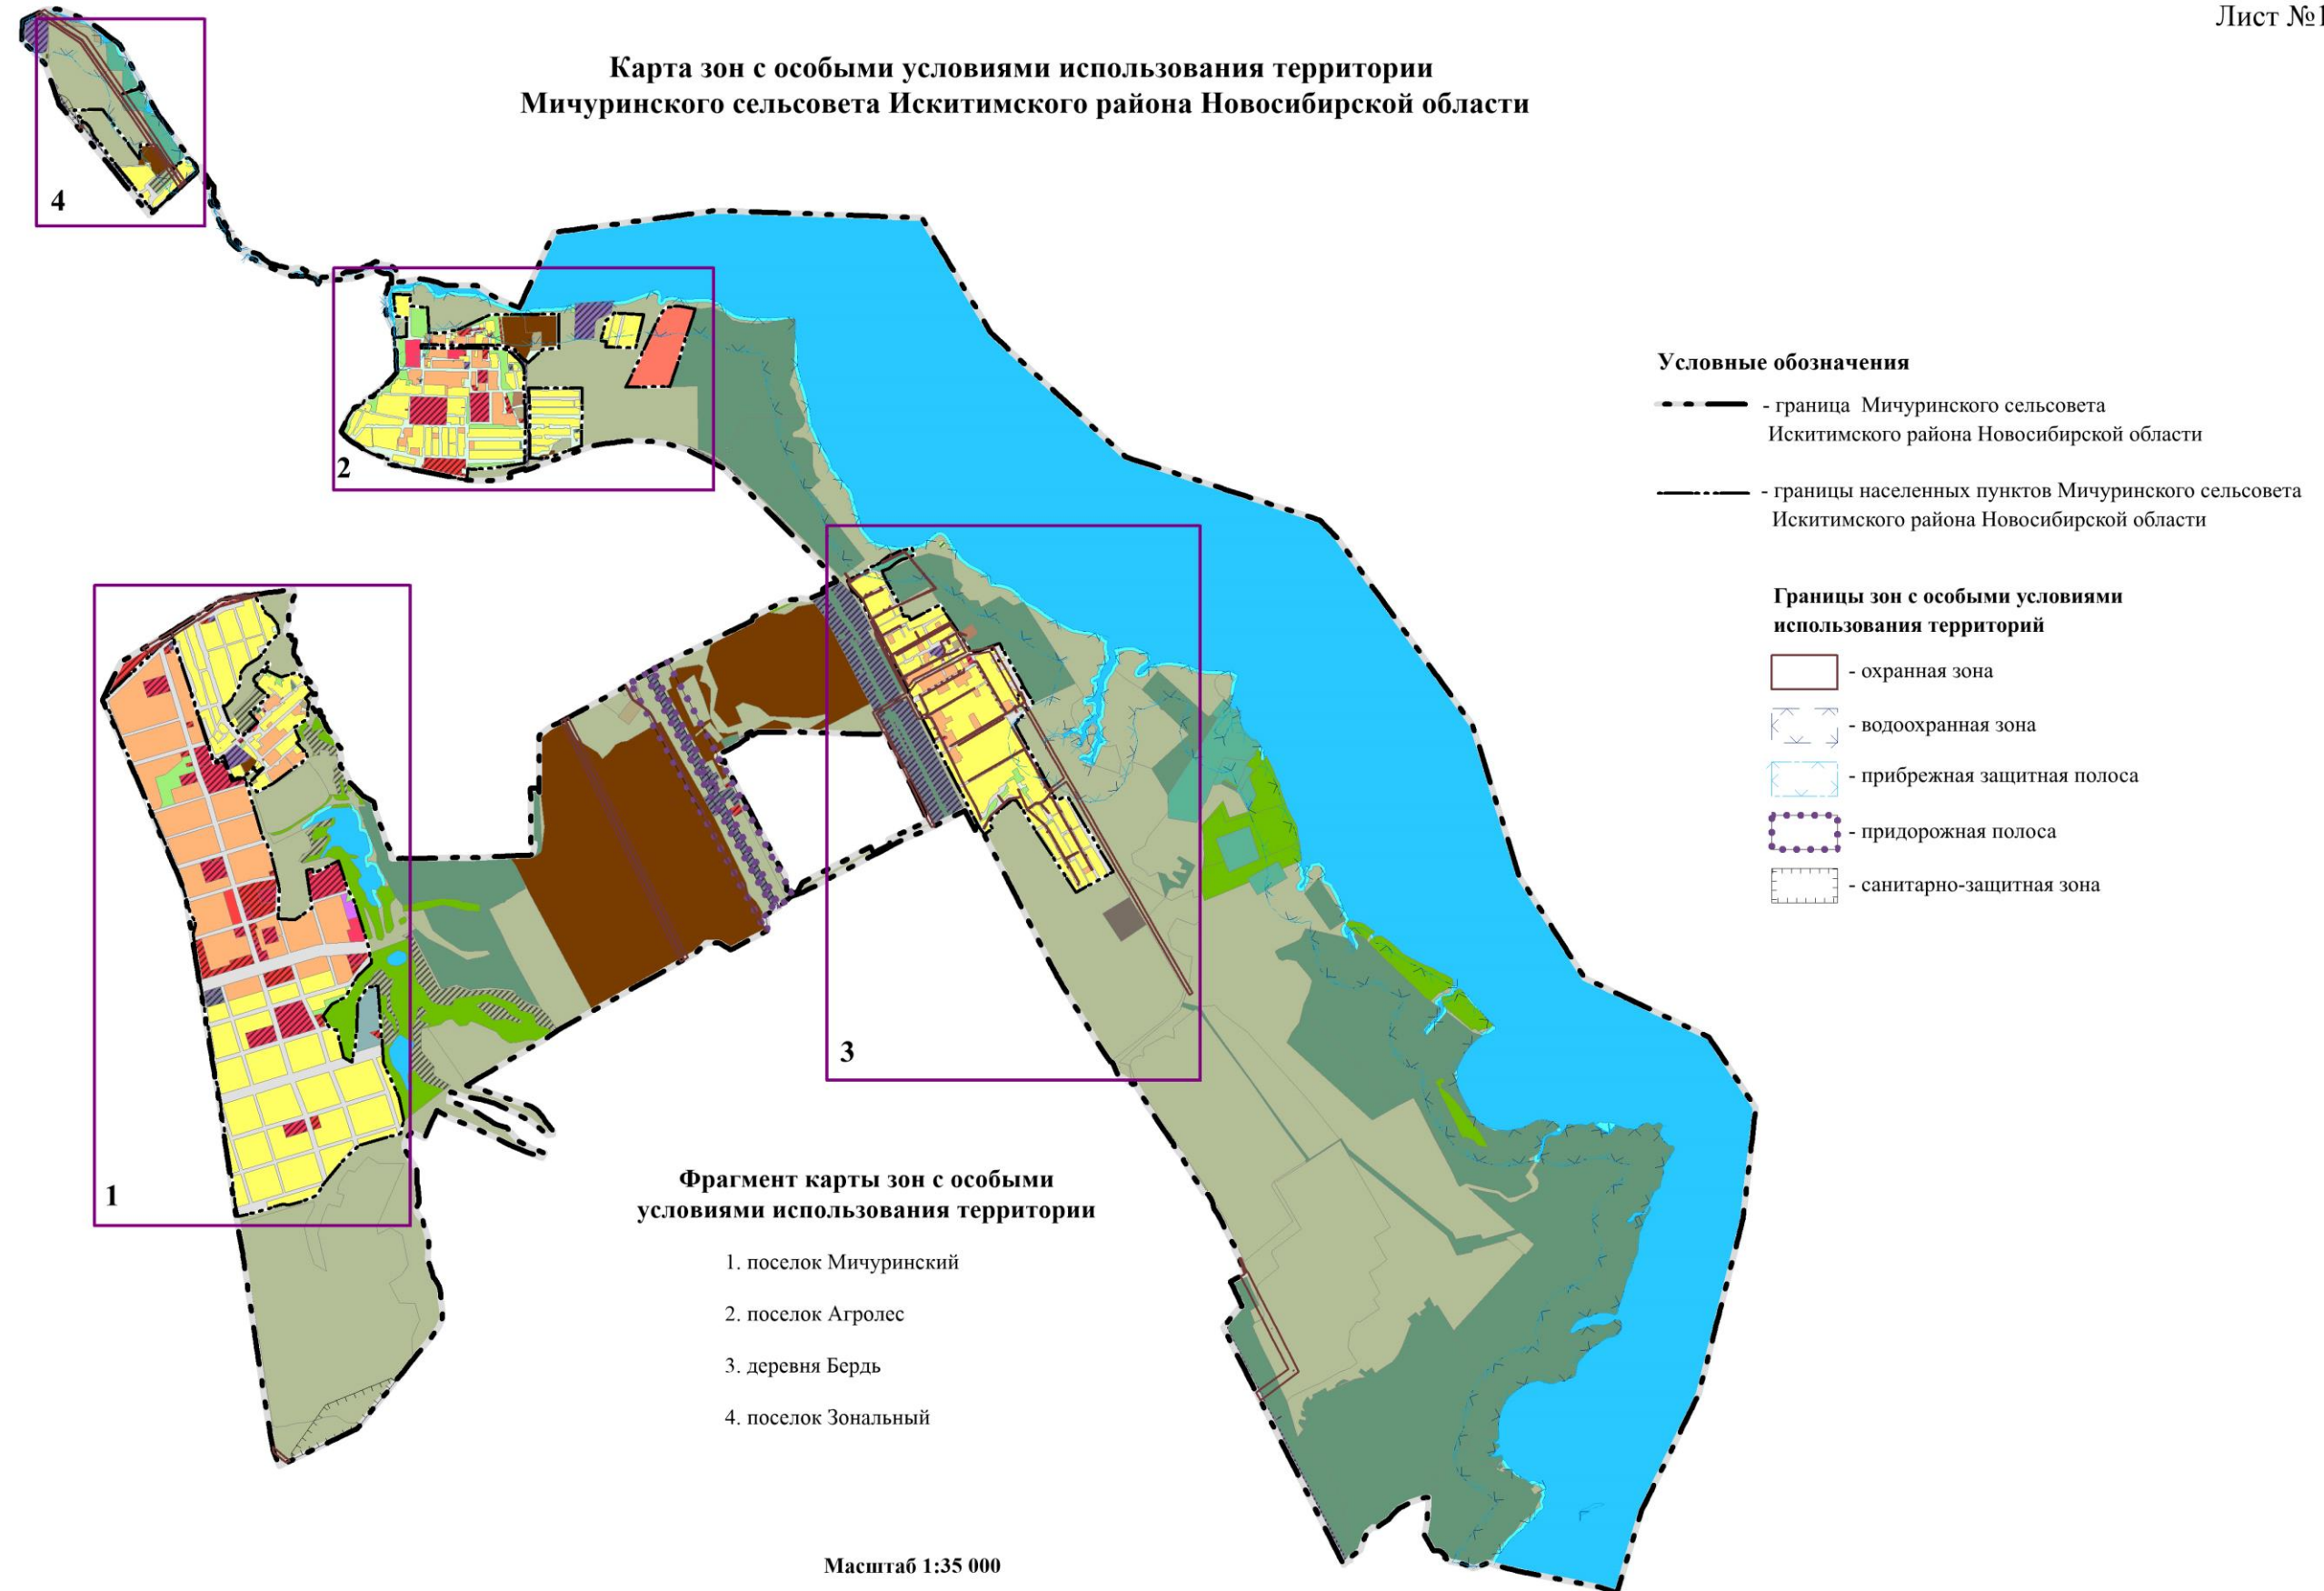 Лист №1
Карта зон с особыми условиями использования территории
Мичуринского сельсовета Искитимского района Новосибирской области
4
2
3
1
Условные обозначения
- граница Мичуринского сельсовета
Искитимского района Новосибирской области
- границы населенных пунктов Мичуринского сельсовета
Искитимского района Новосибирской области
Границы зон с особыми условиями
использования территорий
- охранная зона
- водоохранная зона
- прибрежная защитная полоса
- придорожная полоса
- санитарно-защитная зона
Фрагмент карты зон с особыми
условиями использования территории
1. поселок Мичуринский
2. поселок Агролес
3. деревня Бердь
4. поселок Зональный
Масштаб 1:35 000